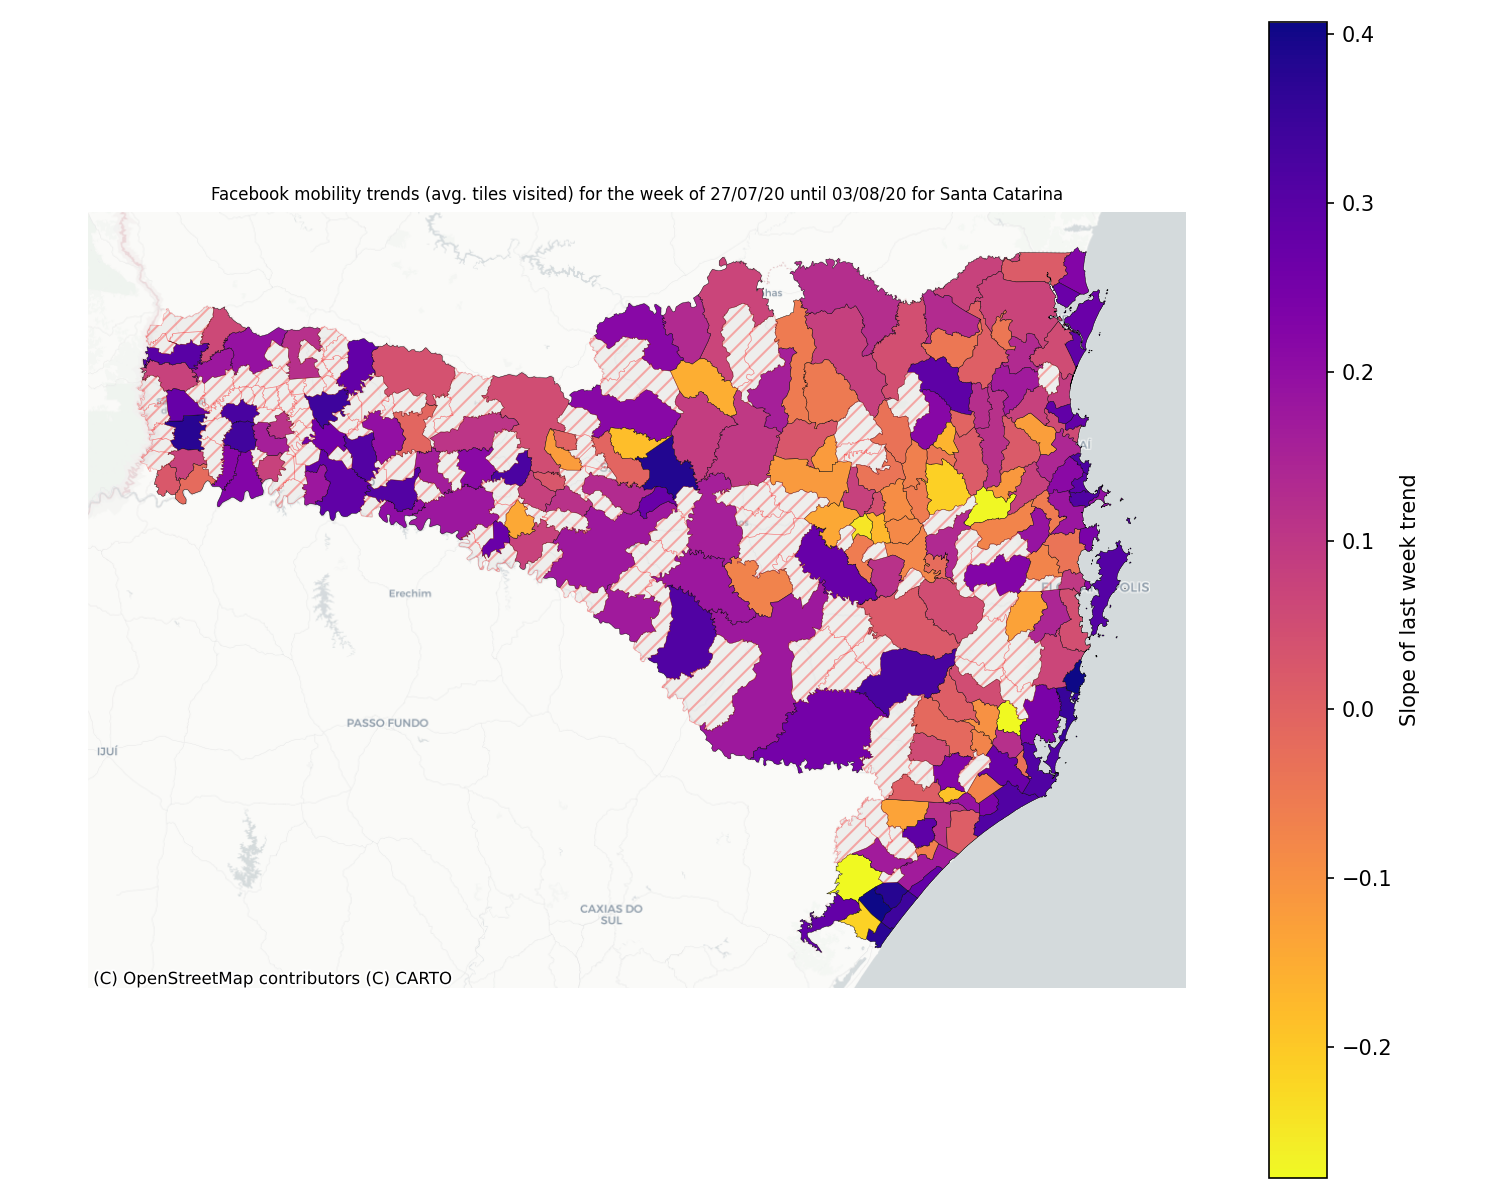 Facebook mobility trends (avg. tiles visited) for the week of 27/07/20 until 03/08/20 for Santa Catarina
0.4
0.3
0.2
0.1
0.0
−0.1
−0.2
Slope of last week trend
has
AÍ
OLIS
Erechim
PASSO FUNDO
IJUÍ
CAXIAS DO
SUL
(C) OpenStreetMap contributors (C) CARTO